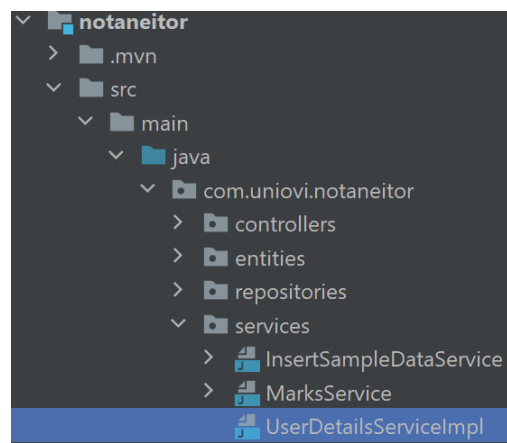 notaneitor
.mvn
src
main
java
com.uniovi.notaneitor
controllers
entities
repositories
services
InsertSampleDataService
MarksService
UserDetailsServiceImpl